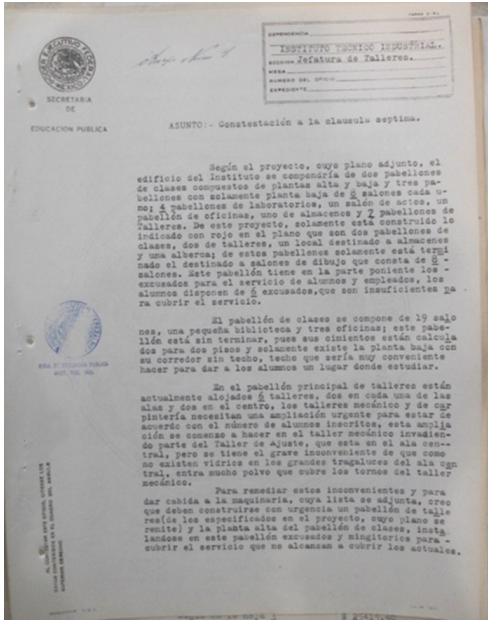 PODER EJECUTIVO FEDERAL
SECRETARIA
DE
EDUCACION PUBLICA
DEPENDENCIA
INSTITUTO TECNICO INDUSTRIAL.
SECCION Jefatura de Talleres.
MESA
NUMERO DEL OFICIO
EXPEDIENTE
ASUNTO:- Constestación a la clausula septima.
Según el proyecto, cuyo plano adjunto, el
edificio del Instituto se compondría de dos pabellones
de clases compuestos de plantas alta y baja y tres pa-
bellones con solamente planta baja de 8 salones cada u-
no; 4 pabellones de laboratorios, un salón de actos, un
pabellón de oficinas, uno de almacenos y 7 pabellones de
Talleres. De este proyecto, solamente está construido lo
indicado con rojo en el plano que son dos pabellones de
clases, dos de talleres, un local destinado a almacenes
y una alberca; de estos pabellones solamente está termi
nado el destinado a salones de dibujo que consta de 8-
salones. Este pabellón tiene en la parte poniente los -
excusados para el servicio de alumnos y empleados, los
alumnos disponen de 6 excusados, que son insuficientes pa
ra cubrir el servicio.
El pabellón de clases se compone de 19 salo
nes, una pequeña biblioteca y tres oficinas; este pabe-
llón está sin terminar, pues sus cimientos están calcula
dos para dos pisos y solamente existe la planta baja con
su corredor sin techo, techo que sería muy conveniente
hacer para dar a los alumnos un lugar donde estudiar.
En el pabellón principal de talleres están
actualmente alojados 6 talleres, dos en cada una de las
alas y dos en el centro, los talleres mecánico y de car
pintería necesitan una ampliación urgente para estar de
acuerdo con el número de alumnos inscritos, esta amplia
ción se comenzo a hacer en el taller mecánico invadien-
do parte del Taller de Ajuste, que esta en el ala cen--
tral, pero se tiene el grave inconveniente de que como
no existen vidrios en los grandes tragaluces del ala cen
tral, entra mucho polvo que cubre los tornos del taller
mecánico.
Para remediar estos inconvenientes y para
dar cabida a la maquinaria, cuya lista se adjunta, creo
que deben construirse con urgencia un pabellón de talle
res(de los especificados en el proyecto, cuyo plano se
remite) y la planta alta del pabellón de clases, insta
landose en este pabellón excusados y mingitorios para -
cubrir el servicio que no alcanzan a cubrir los actuales.